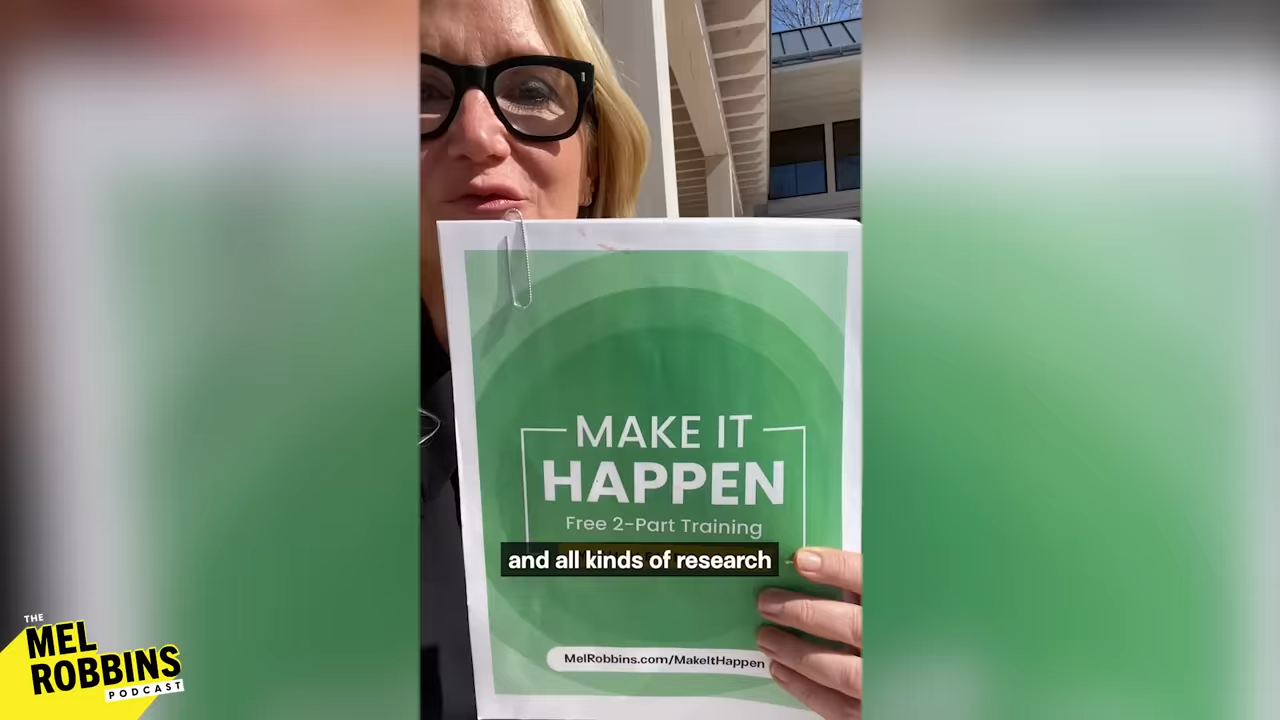 MAKE IT
HAPPEN
Free 2-Part Training
and all kinds of research
MelRobbins.com/MakeItHappen
THE
MEL
ROBBINS
PODCAST